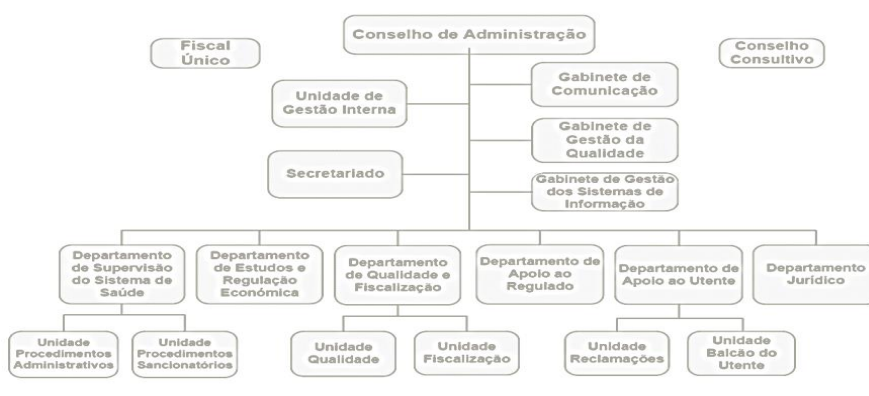 Conselho de Administração
Fiscal
Único
Conselho
Consultivo
Unidade de
Gestão Interna
Gabinete de
Comunicação
Gabinete de
Gestão da
Qualidade
Secretariado
Gabinete de Gestão
dos Sistemas de
Informação
Departamento
de Supervisão
do Sistema de
Saúde
Departamento
de Estudos e
Regulação
Económica
Departamento
de Qualidade e
Fiscalização
Departamento de
Apoio ao
Regulado
Departamento de
Apoio ao Utente
Departamento
Jurídico
Unidade
Procedimentos
Administrativos
Unidade
Procedimentos
Sancionatórios
Unidade
Qualidade
Unidade
Fiscalização
Unidade
Reclamações
Unidade
Balcão do
Utente